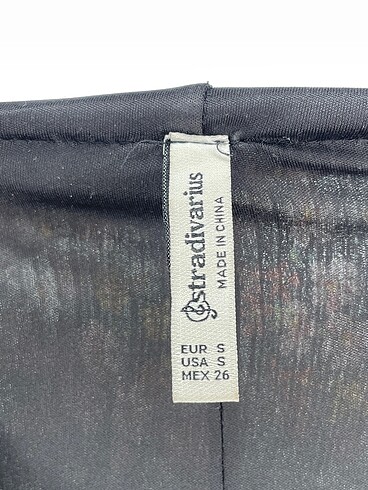 stradivarius
MADE IN CHINA
EUR S
USA S
MEX 26